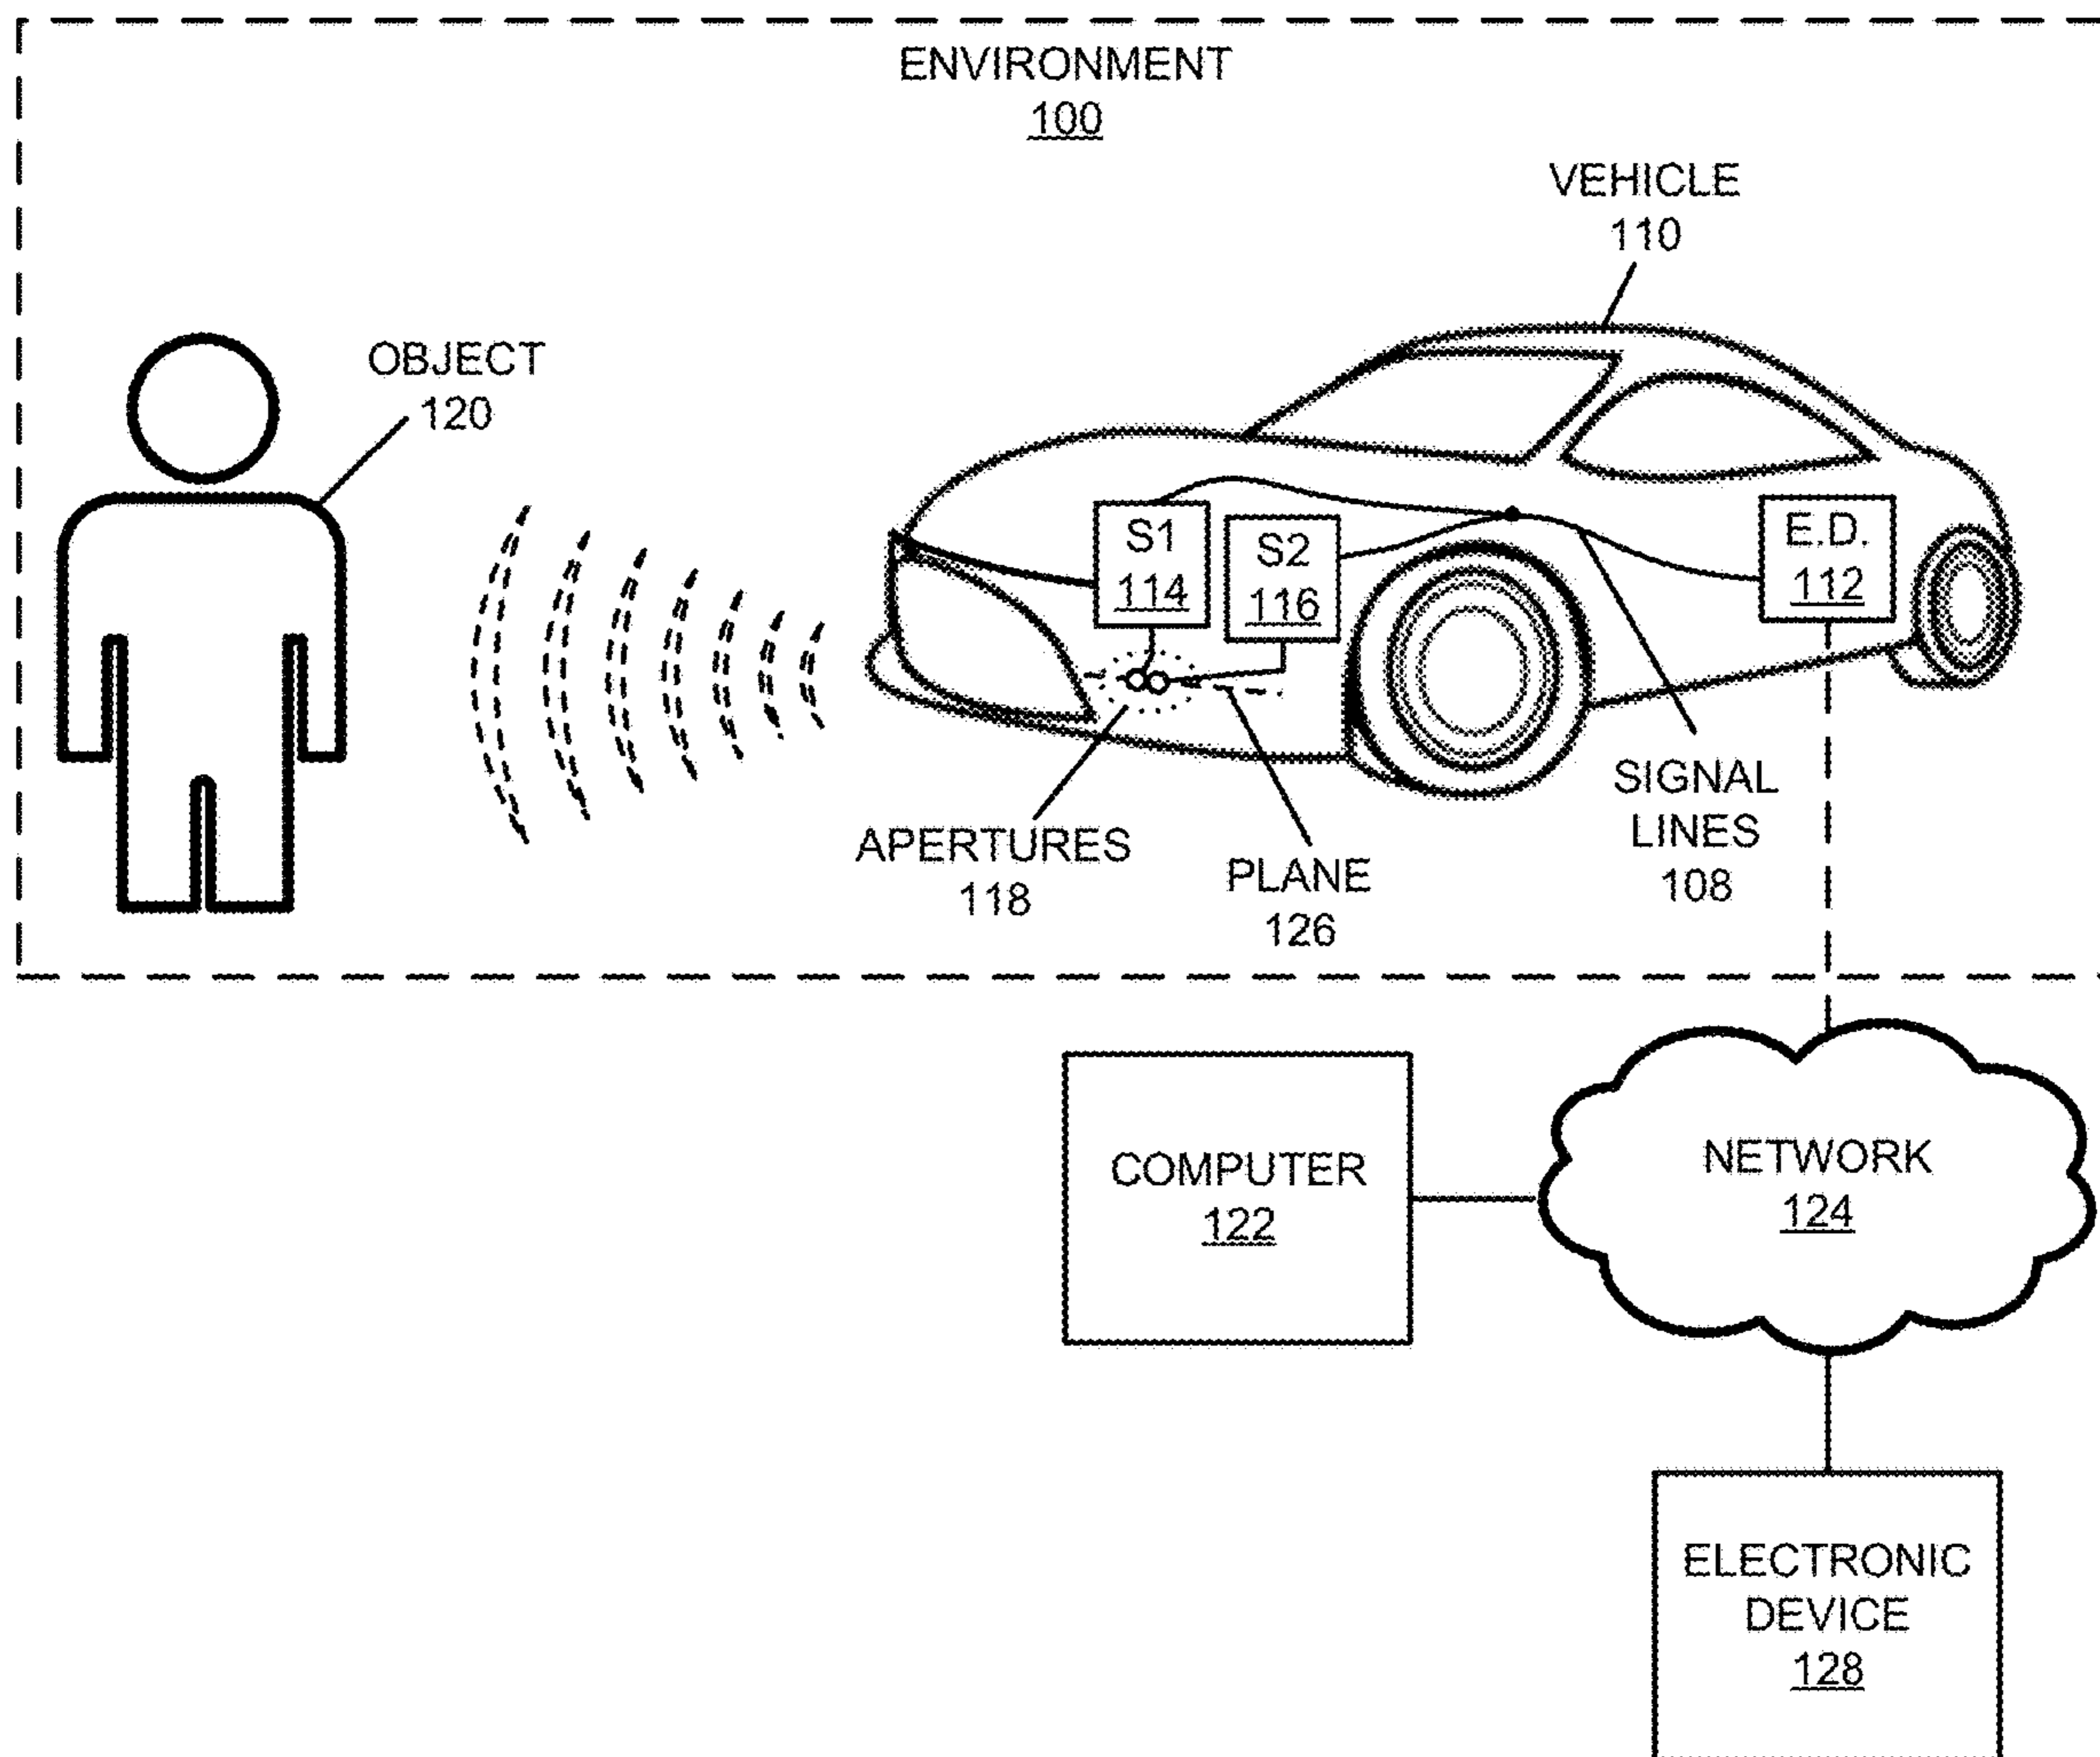 ENVIRONMENT
100
VEHICLE
110
OBJECT
120
S1
114
S2
116
E.D.
112
APERTURES
118
PLANE
126
SIGNAL
LINES
108
COMPUTER
122
NETWORK
124
ELECTRONIC
DEVICE
128